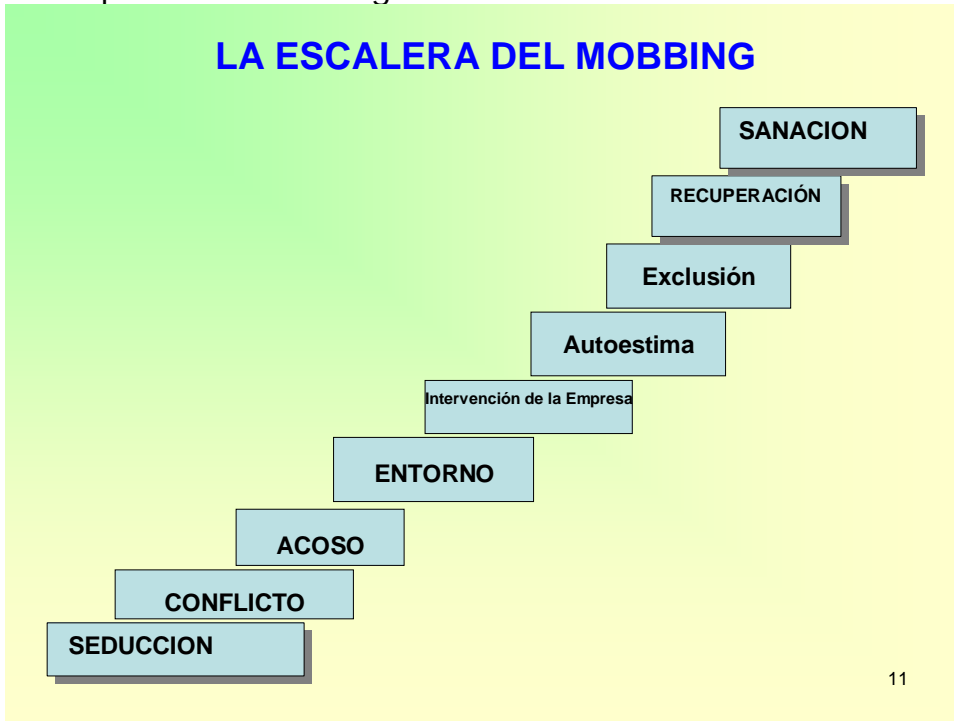 LA ESCALERA DEL MOBBING
SANACION
RECUPERACIÓN
Exclusión
Autoestima
Intervención de la Empresa
ENTORNO
ACOSO
CONFLICTO
SEDUCCION
11